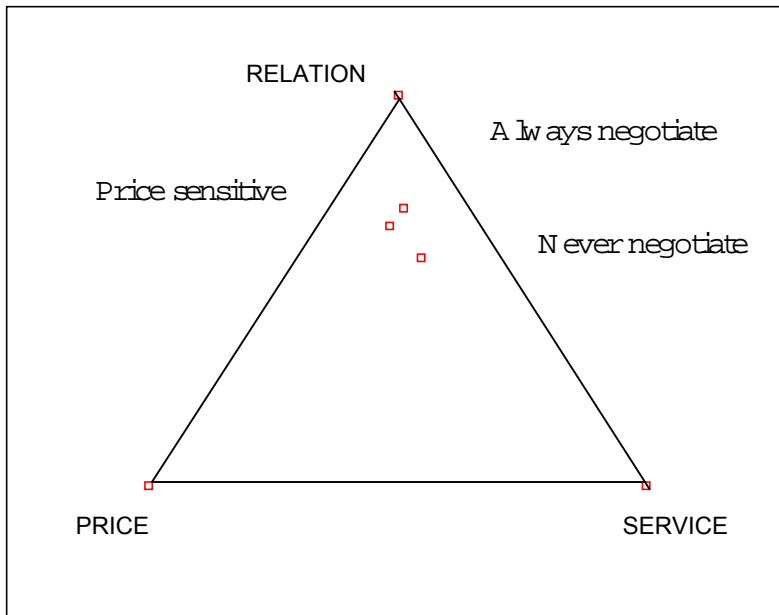 RELATION
Always negotiate
Price sensitive
Never negotiate
PRICE
SERVICE